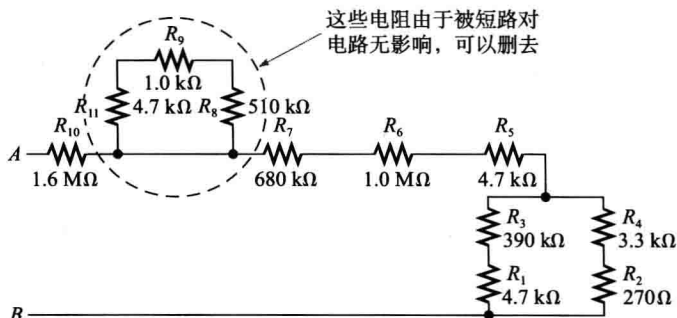 这些电阻由于被短路对
电路无影响，可以删去
R₉
1.0 kΩ
R₁₁
4.7 kΩ
R₈
510 kΩ
A
R₁₀
1.6 MΩ
R₇
680 kΩ
R₆
1.0 MΩ
R₅
4.7 kΩ
R₃
390 kΩ
R₄
3.3 kΩ
R₁
4.7 kΩ
R₂
270Ω
B